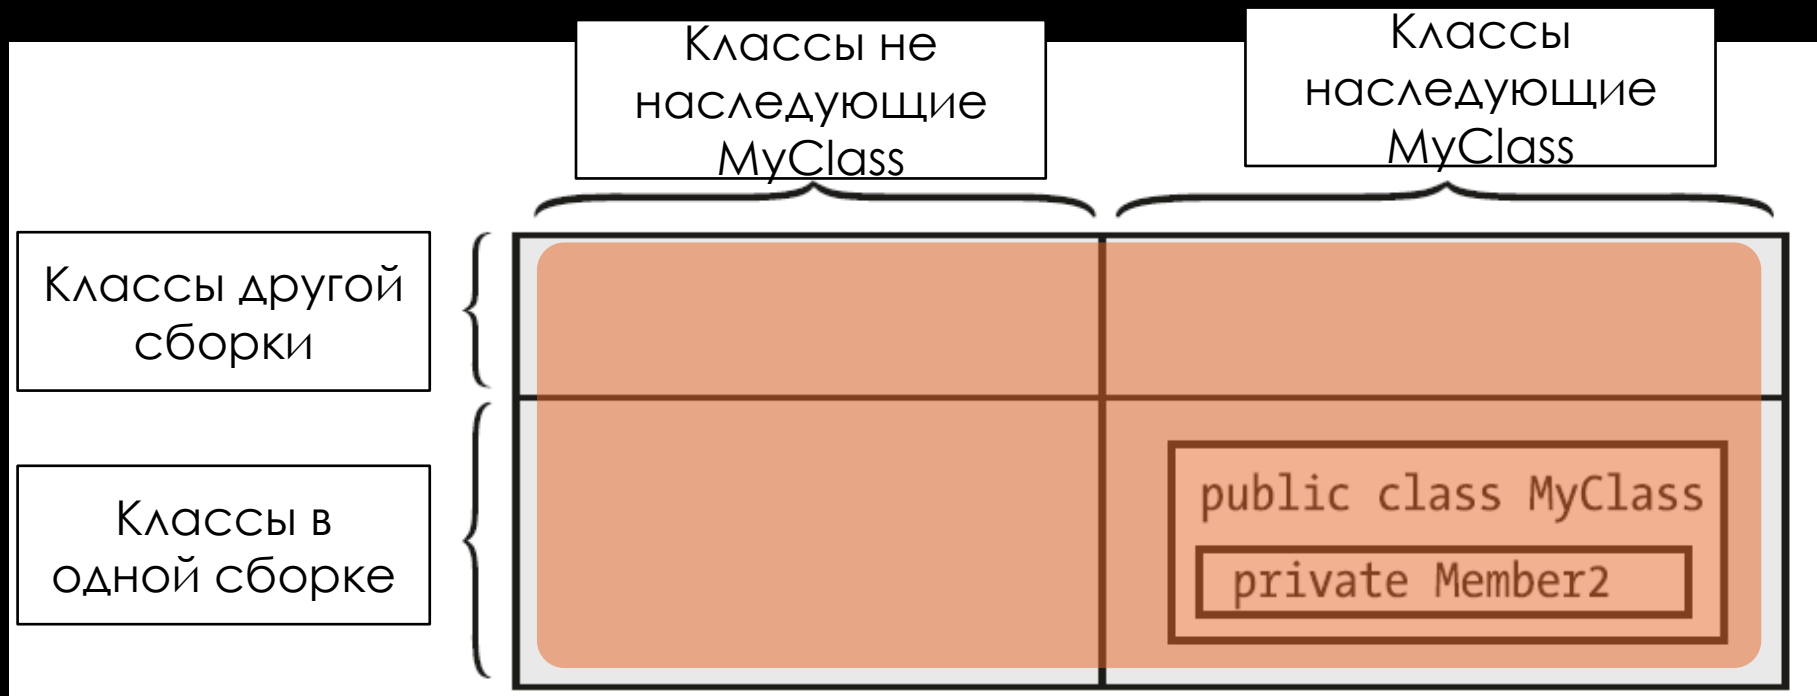 Классы не
наследующие
MyClass
Классы
наследующие
MyClass
Классы другой
сборки
Классы в
одной сборке
public class MyClass
private Member2